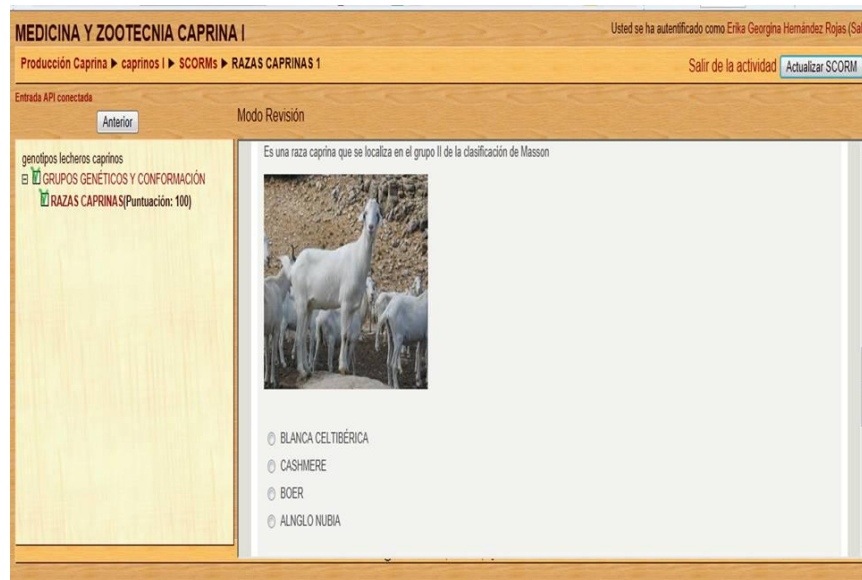 MEDICINA Y ZOOTECNIA CAPRINA I
Usted se ha autentificado como Erika Georgina Hernández Rojas (Sal
Producción Caprina ► caprinos I ► SCORMs ► RAZAS CAPRINAS 1
Salir de la actividad Actualizar SCORM
Entrada API conectada
Anterior
Modo Revisión
genotipos lecheros caprinos
GRUPOS GENÉTICOS Y CONFORMACIÓN
RAZAS CAPRINAS(Puntuación: 100)
Es una raza caprina que se localiza en el grupo II de la clasificación de Masson
BLANCA CELTIBÉRICA
CASHMERE
BOER
ALNGLO NUBIA